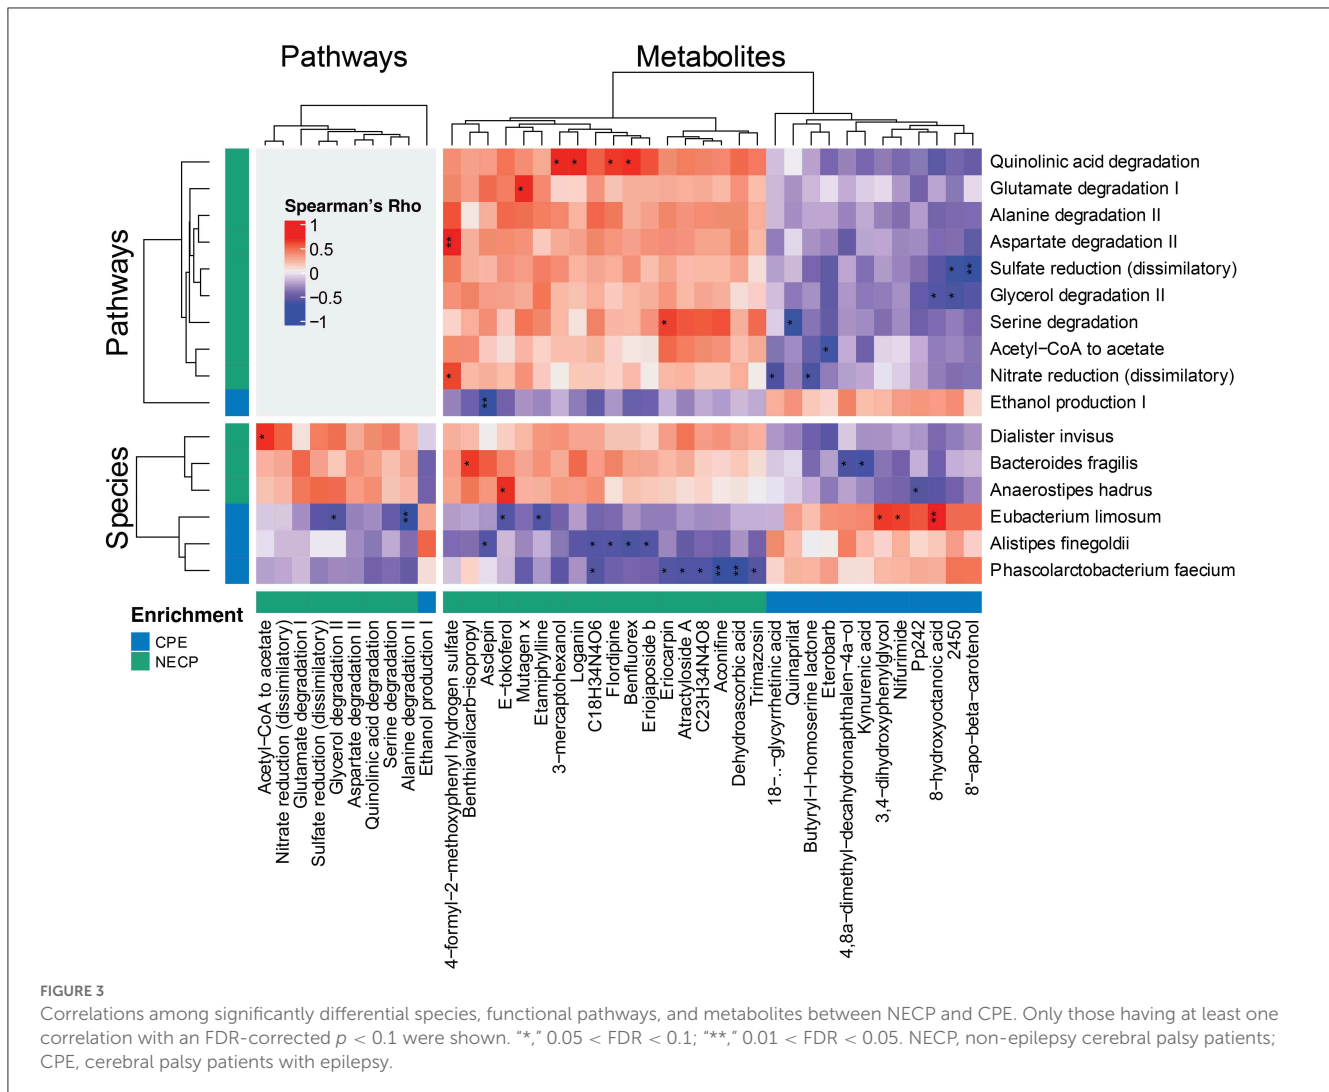 Pathways
Metabolites
Pathways
Species
Spearman's Rho
1
0.5
0
−0.5
−1
* * * *
Quinolinic acid degradation
*
Glutamate degradation I
Alanine degradation II
**
Aspartate degradation II
* **
Sulfate reduction (dissimilatory)
* *
Glycerol degradation II
* *
Serine degradation
*
Acetyl−CoA to acetate
* * *
Nitrate reduction (dissimilatory)
**
Ethanol production I
*
Dialister invisus
* * *
Bacteroides fragilis
* *
Anaerostipes hadrus
* ** * * * * **
Eubacterium limosum
* * * * *
Alistipes finegoldii
* * * * ** ** *
Phascolarctobacterium faecium
Enrichment
CPE
NECP
Acetyl−CoA to acetate
Nitrate reduction (dissimilatory)
Glutamate degradation I
Sulfate reduction (dissimilatory)
Glycerol degradation II
Aspartate degradation II
Quinolinic acid degradation
Serine degradation
Alanine degradation II
Ethanol production I
4−formyl−2−methoxyphenyl hydrogen sulfate
Benthiavalicarb−isopropyl
Asclepin
E−tokoferol
Mutagen x
Etamiphylline
3−mercaptohexanol
Loganin
C18H34N4O6
Flordipine
Benfluorex
Eriojaposide b
Eriocarpin
Atractyloside A
C23H34N4O8
Aconifine
Dehydroascorbic acid
Trimazosin
18−..−glycyrrhetinic acid
Quinaprilat
Butyryl−l−homoserine lactone
Eterobarb
4,8a−dimethyl−decahydronaphthalen−4a−ol
Kynurenic acid
3,4−dihydroxyphenylglycol
Nifurimide
Pp242
8−hydroxyoctanoic acid
2450
8'−apo−beta−carotenol
FIGURE 3
Correlations among significantly differential species, functional pathways, and metabolites between NECP and CPE. Only those having at least one
correlation with an FDR-corrected p < 0.1 were shown. "*," 0.05 < FDR < 0.1; "**," 0.01 < FDR < 0.05. NECP, non-epilepsy cerebral palsy patients;
CPE, cerebral palsy patients with epilepsy.